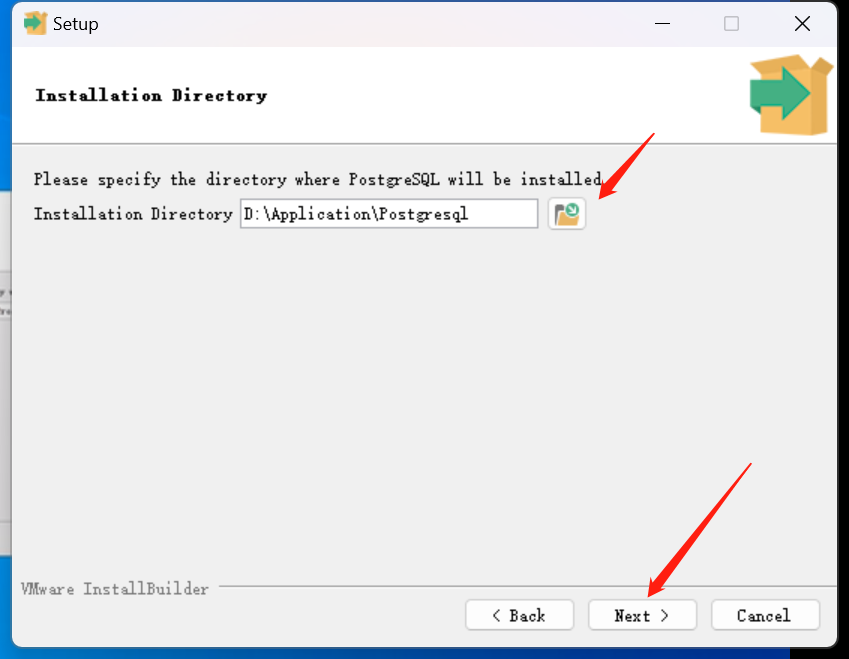 Setup
Installation Directory
Please specify the directory where PostgreSQL will be installed
Installation Directory D:\Application\Postgresql
VMware InstallBuilder
< Back Next > Cancel